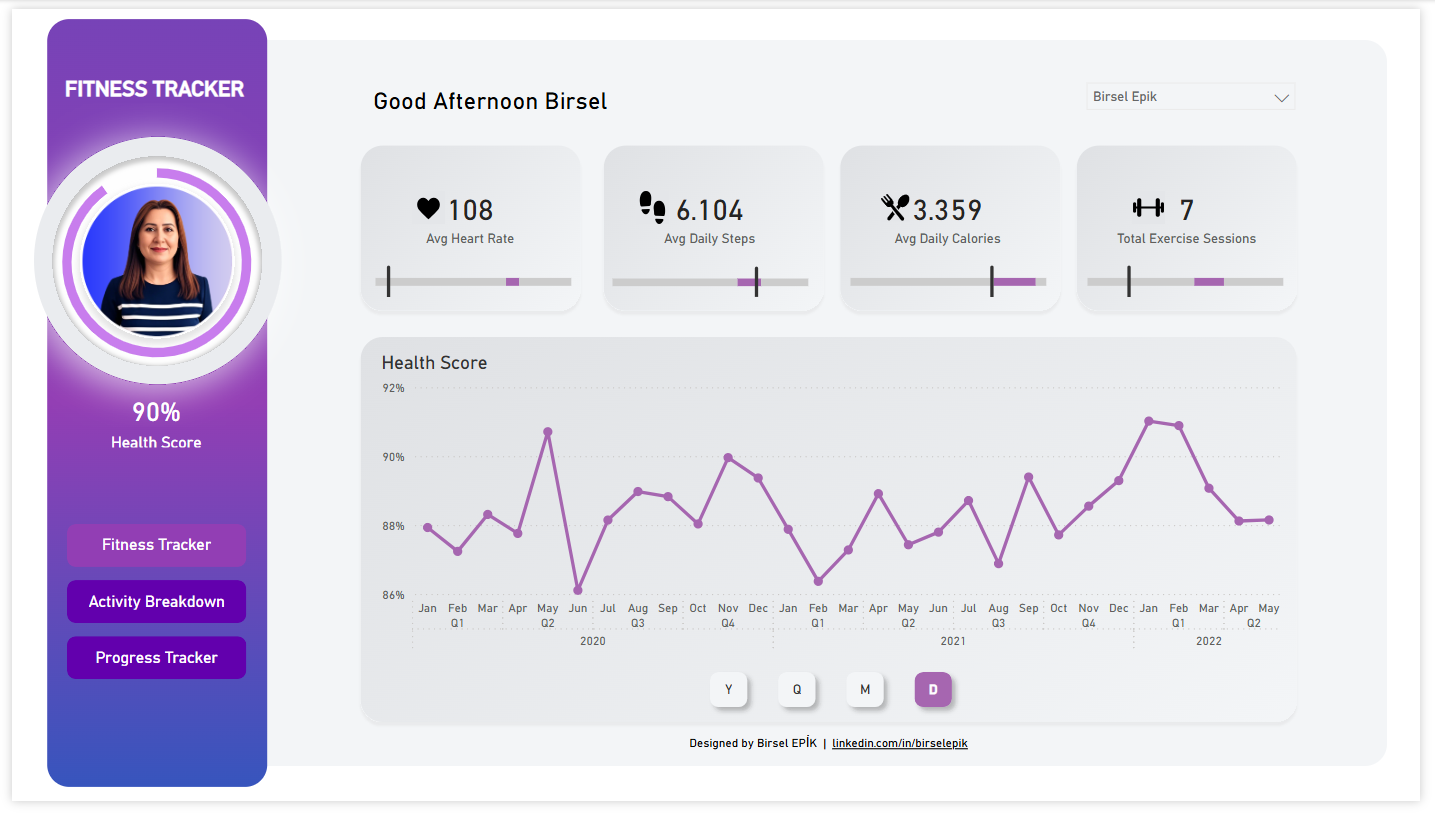 FITNESS TRACKER
90%
Health Score
Fitness Tracker
Activity Breakdown
Progress Tracker
Good Afternoon Birsel
Birsel Epik
108
Avg Heart Rate
6.104
Avg Daily Steps
3.359
Avg Daily Calories
7
Total Exercise Sessions
Health Score
92%
90%
88%
86%
Jan Feb Mar Apr May Jun Jul Aug Sep Oct Nov Dec Jan Feb Mar Apr May Jun Jul Aug Sep Oct Nov Dec Jan Feb Mar Apr May
Q1 Q2 Q3 Q4 Q1 Q2 Q3 Q4 Q1 Q2
2020 2021 2022
Y Q M D
Designed by Birsel EPİK | linkedin.com/in/birselepik